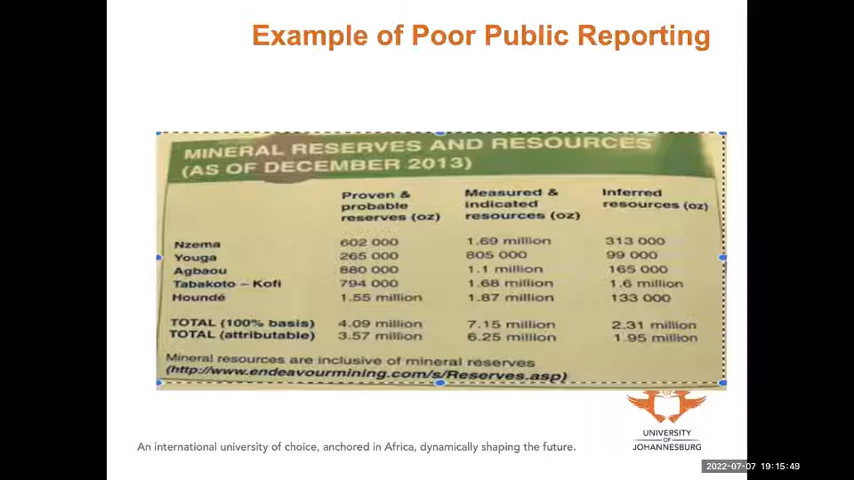 Example of Poor Public Reporting
MINERAL RESERVES AND RESOURCES
(AS OF DECEMBER 2013)
Proven & probable reserves (oz) Measured & indicated resources (oz) Inferred resources (oz)
Nzema 602 000 1.69 million 313 000
Youga 265 000 805 000 99 000
Agbaou 880 000 1.1 million 165 000
Tabakoto – Kofi 794 000 1.68 million 1.6 million
Houndé 1.55 million 1.87 million 133 000
TOTAL (100% basis) 4.09 million 7.15 million 2.31 million
TOTAL (attributable) 3.57 million 6.25 million 1.95 million
Mineral resources are inclusive of mineral reserves
(http://www.endeavourmining.com/s/Reserves.asp)
UNIVERSITY
OF
JOHANNESBURG
An international university of choice, anchored in Africa, dynamically shaping the future.
2022-07-07 19:15:49